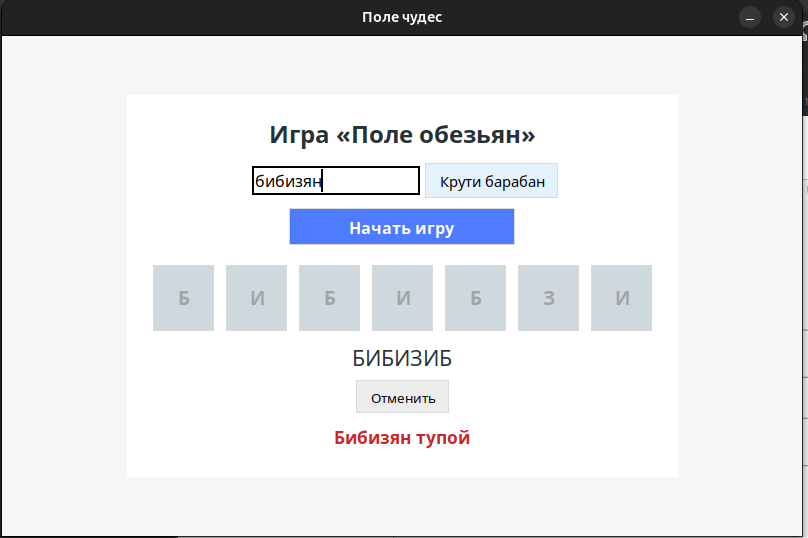 Поле чудес
Игра «Поле обезьян»
бибизян Крути барабан
Начать игру
Б И Б И Б З И
БИБИЗИБ
Отменить
Бибизян тупой